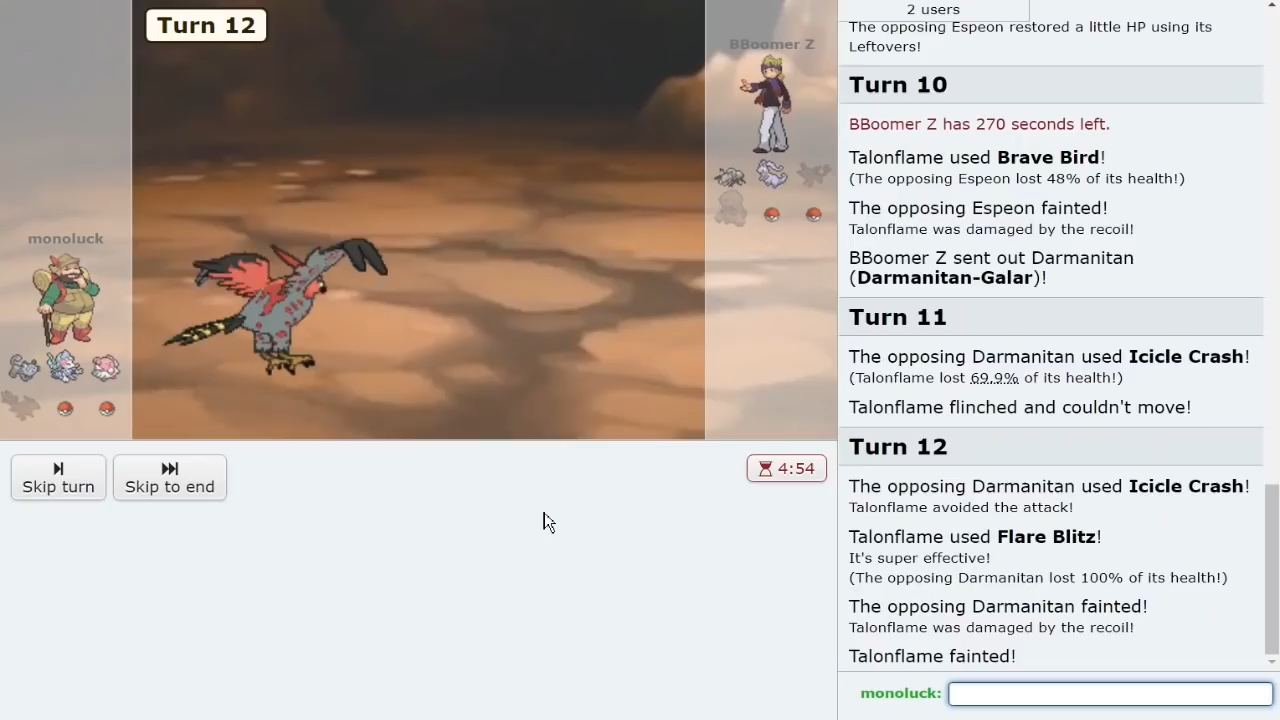 Turn 12
BBoomer Z
monoluck
Skip turn
Skip to end
4:54
2 users
The opposing Espeon restored a little HP using its
Leftovers!
Turn 10
BBoomer Z has 270 seconds left.
Talonflame used Brave Bird!
(The opposing Espeon lost 48% of its health!)
The opposing Espeon fainted!
Talonflame was damaged by the recoil!
BBoomer Z sent out Darmanitan
(Darmanitan-Galar)!
Turn 11
The opposing Darmanitan used Icicle Crash!
(Talonflame lost 69.9% of its health!)
Talonflame flinched and couldn't move!
Turn 12
The opposing Darmanitan used Icicle Crash!
Talonflame avoided the attack!
Talonflame used Flare Blitz!
It's super effective!
(The opposing Darmanitan lost 100% of its health!)
The opposing Darmanitan fainted!
Talonflame was damaged by the recoil!
Talonflame fainted!
monoluck: